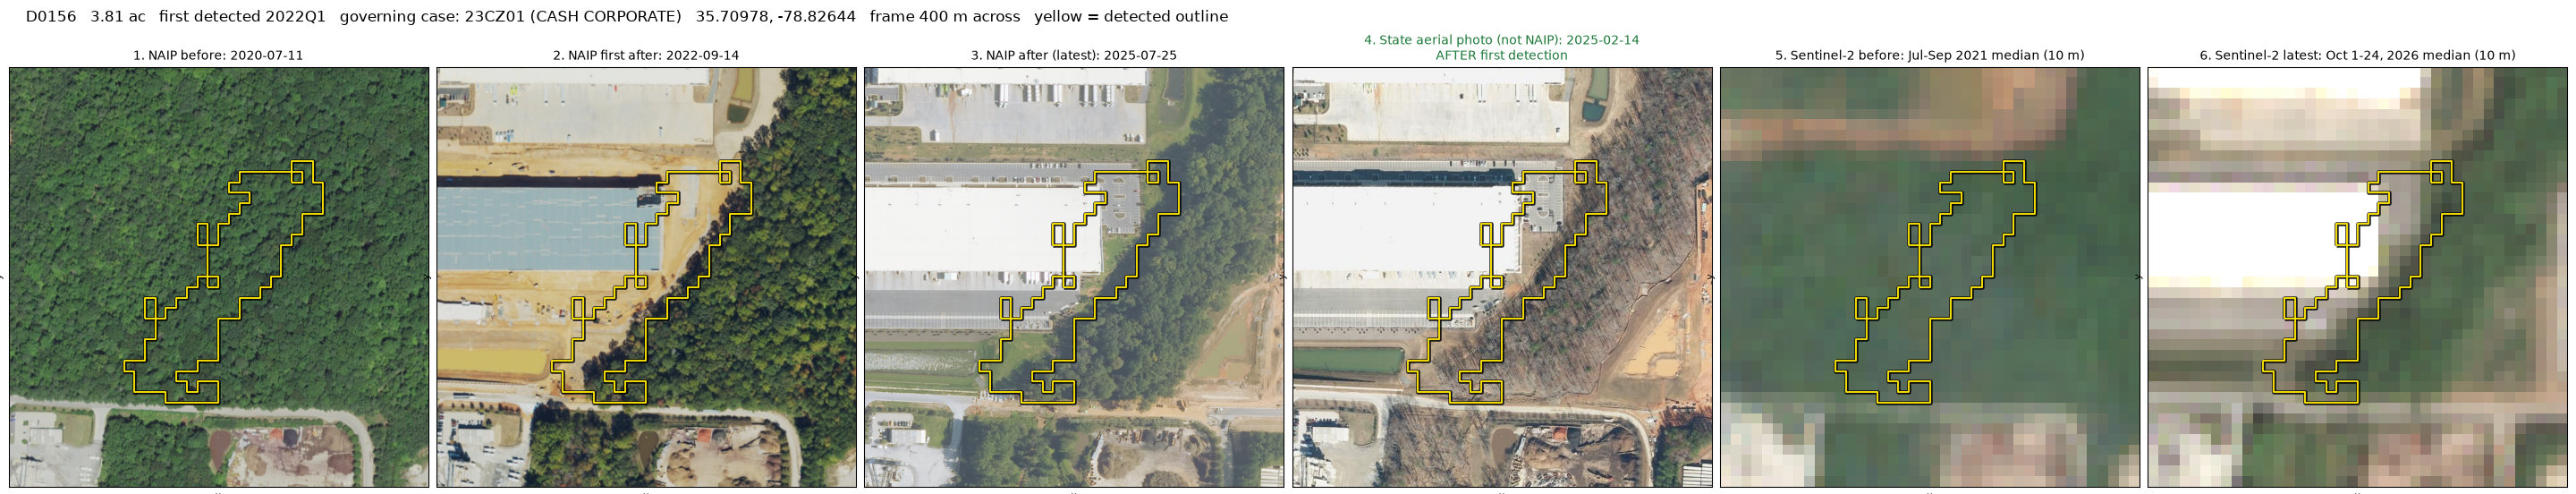 D0156 3.81 ac first detected 2022Q1 governing case: 23CZ01 (CASH CORPORATE) 35.70978, -78.82644 frame 400 m across yellow = detected outline
1. NAIP before: 2020-07-11
2. NAIP first after: 2022-09-14
3. NAIP after (latest): 2025-07-25
4. State aerial photo (not NAIP): 2025-02-14
AFTER first detection
5. Sentinel-2 before: Jul-Sep 2021 median (10 m)
6. Sentinel-2 latest: Oct 1-24, 2026 median (10 m)